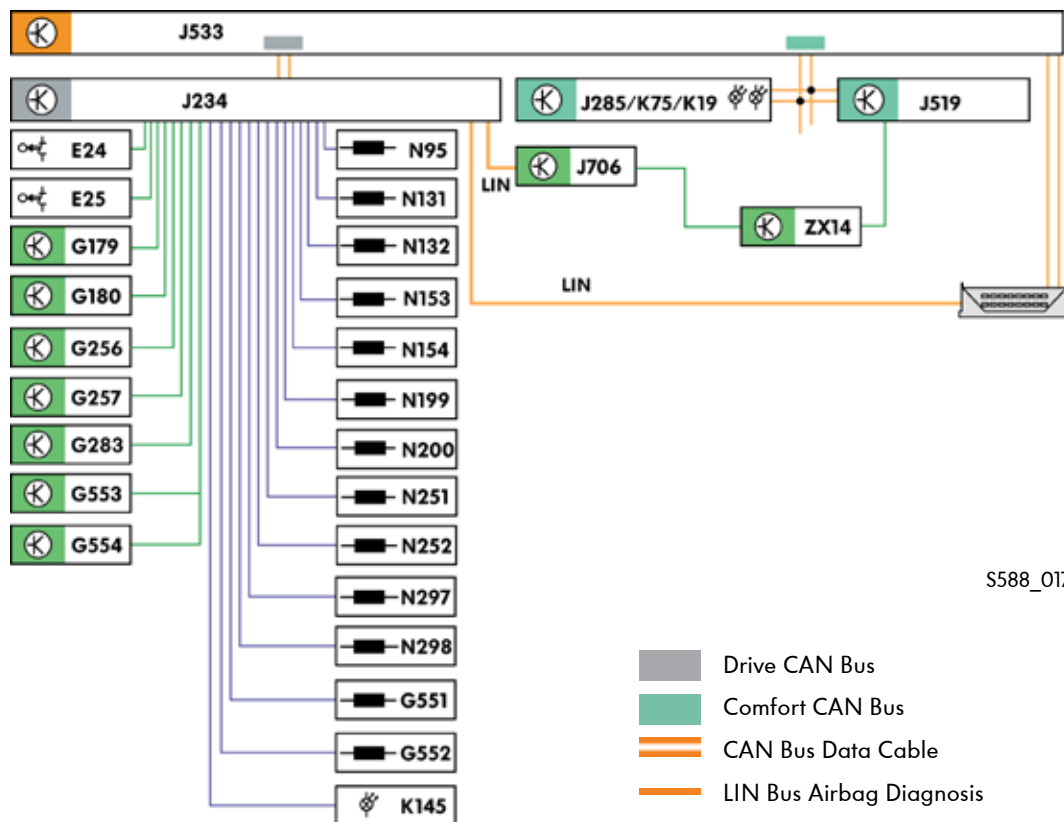 J533
J234
J285/K75/K19
J519
E24
E25
G179
G180
G256
G257
G283
G553
G554
N95
N131
N132
N153
N154
N199
N200
N251
N252
N297
N298
G551
G552
K145
LIN
J706
ZX14
LIN
S588_017
Drive CAN Bus
Comfort CAN Bus
CAN Bus Data Cable
LIN Bus Airbag Diagnosis